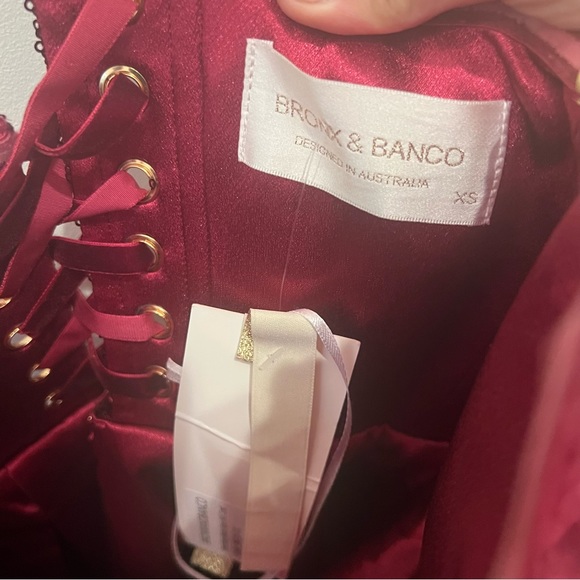 BRONX & BANCO
DESIGNED IN AUSTRALIA
XS